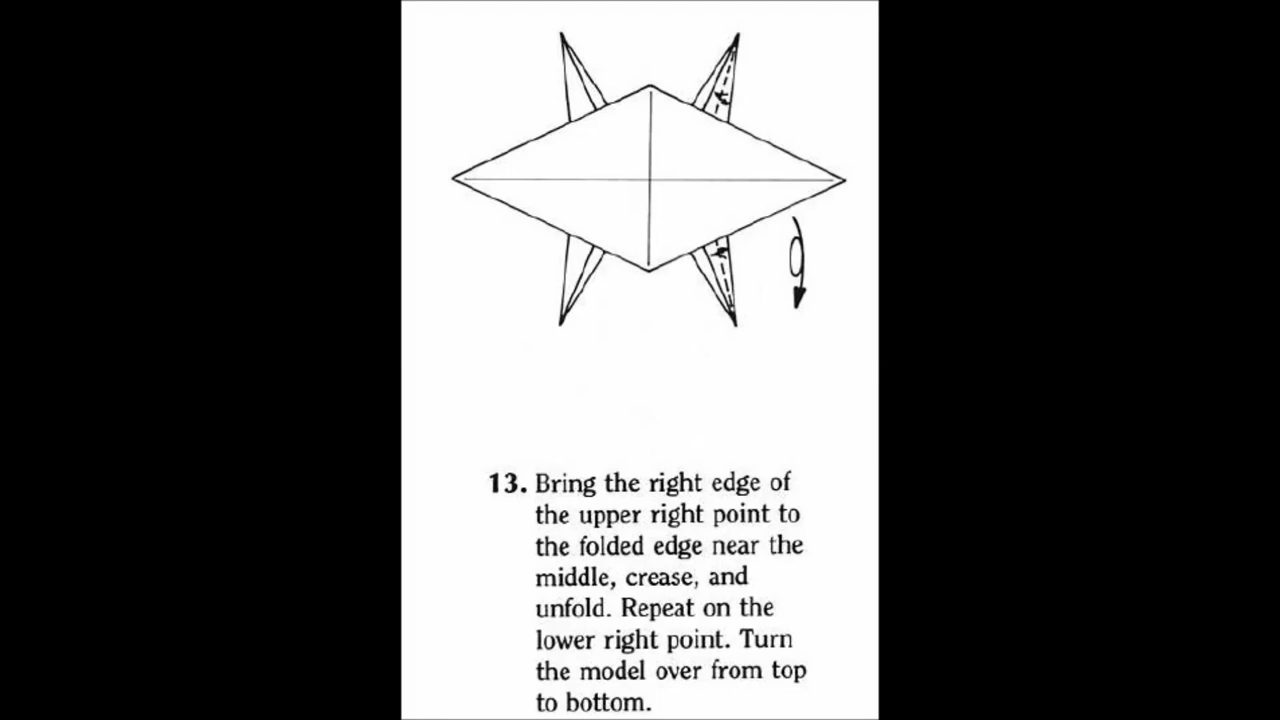 13. Bring the right edge of
the upper right point to
the folded edge near the
middle, crease, and
unfold. Repeat on the
lower right point. Turn
the model over from top
to bottom.